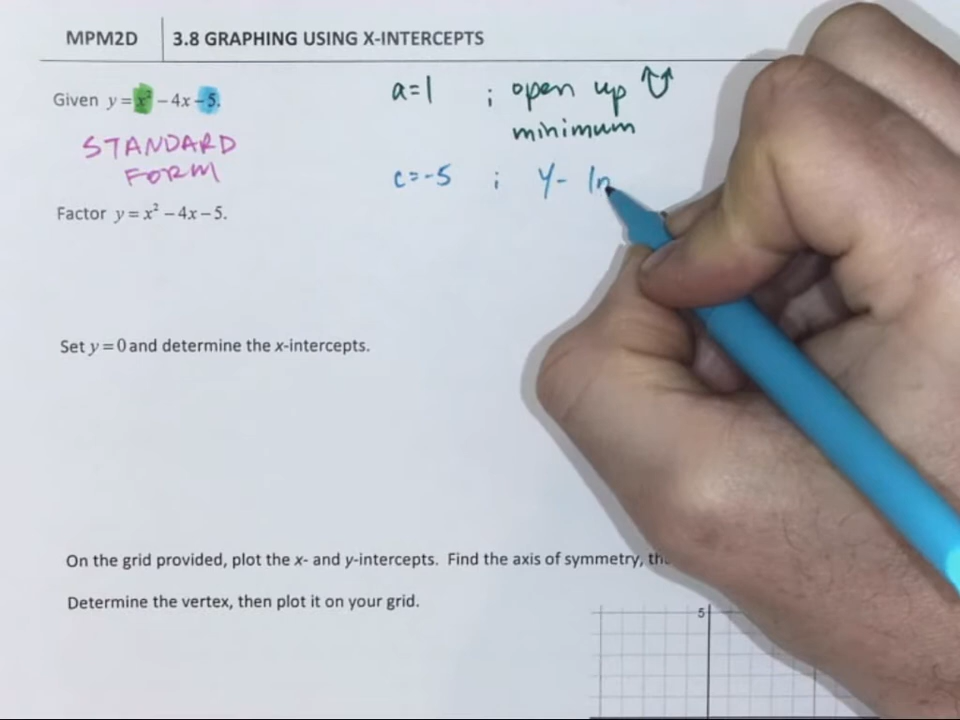 MPM2D 3.8 GRAPHING USING X-INTERCEPTS
Given y = x² – 4x – 5.
a=1 ; open up
minimum
STANDARD
FORM
c=-5 ; Y- In
Factor y = x² – 4x – 5.
Set y = 0 and determine the x-intercepts.
On the grid provided, plot the x- and y-intercepts. Find the axis of symmetry,
Determine the vertex, then plot it on your grid.
5